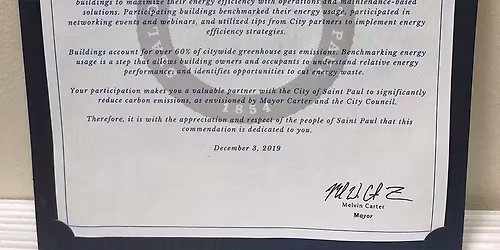 buildings to maximize their energy efficiency with operations and maintenance-based
solutions. Participating buildings benchmarked their energy usage, participated in
networking events and webinars, and utilized tips from City partners to implement energy
efficiency strategies.
Buildings account for over 60% of citywide greenhouse gas emissions. Benchmarking energy
usage is a step that allows building owners and occupants to understand relative energy
performance, and identifies opportunities to cut energy waste.
Your participation makes you a valuable partner with the City of Saint Paul to significantly
reduce carbon emissions, as envisioned by Mayor Carter and the City Council.
1854
Therefore, it is with the appreciation and respect of the people of Saint Paul that this
commendation is dedicated to you.
December 3, 2019
Melvin Carter
Mayor